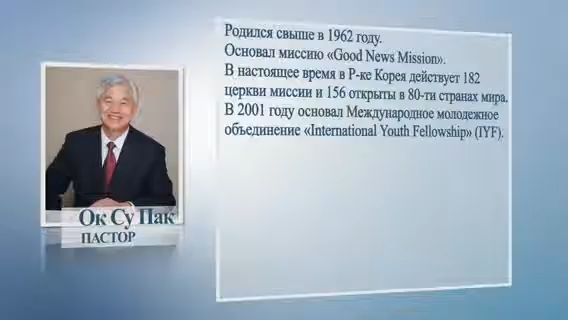 Родился свыше в 1962 году.
Основал миссию «Good News Mission».
В настоящее время в Р-ке Корея действует 182
церкви миссии и 156 открыты в 80-ти странах мира.
В 2001 году основал Международное молодежное
объединение «International Youth Fellowship» (IYF).
Ок Су Пак
ПАСТОР